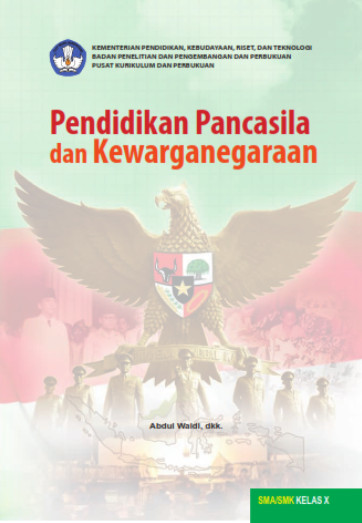 KEMENTERIAN PENDIDIKAN, KEBUDAYAAN, RISET, DAN TEKNOLOGI
BADAN PENELITIAN DAN PENGEMBANGAN DAN PERBUKUAN
PUSAT KURIKULUM DAN PERBUKUAN
Pendidikan Pancasila
dan Kewarganegaraan
Abdul Waidl, dkk.
SMA/SMK KELAS X